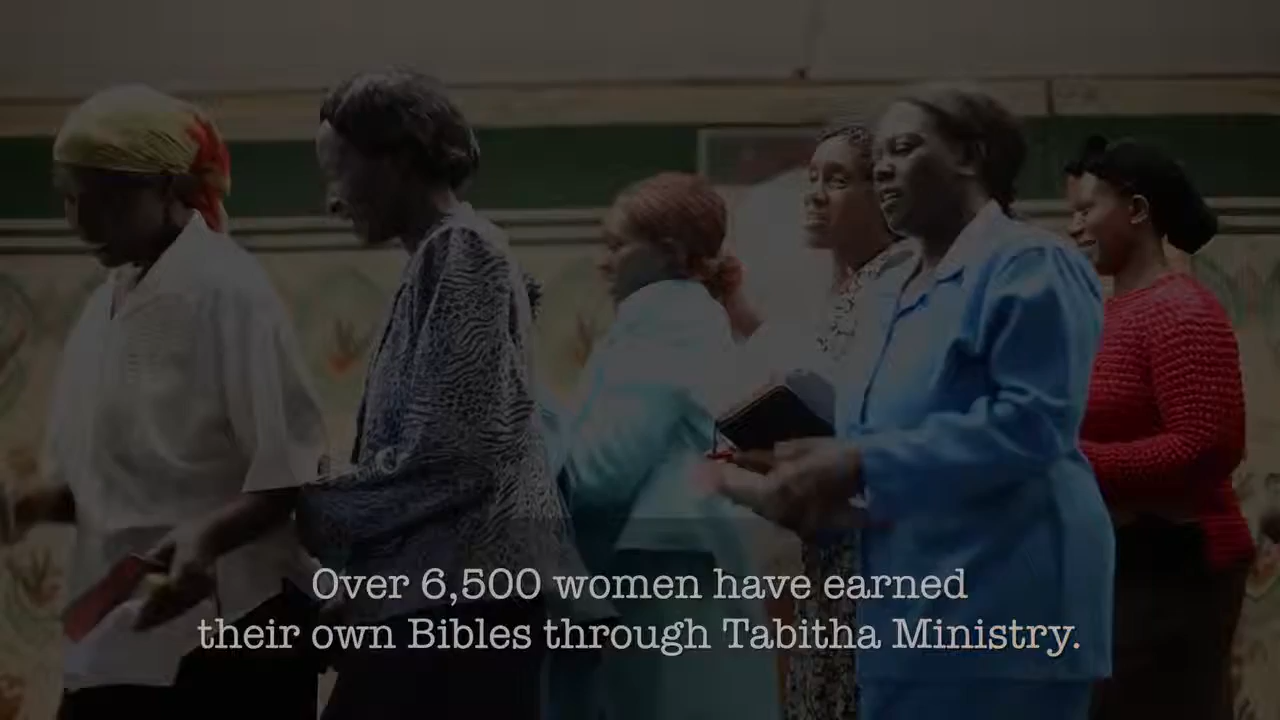 Over 6,500 women have earned
their own Bibles through Tabitha Ministry.